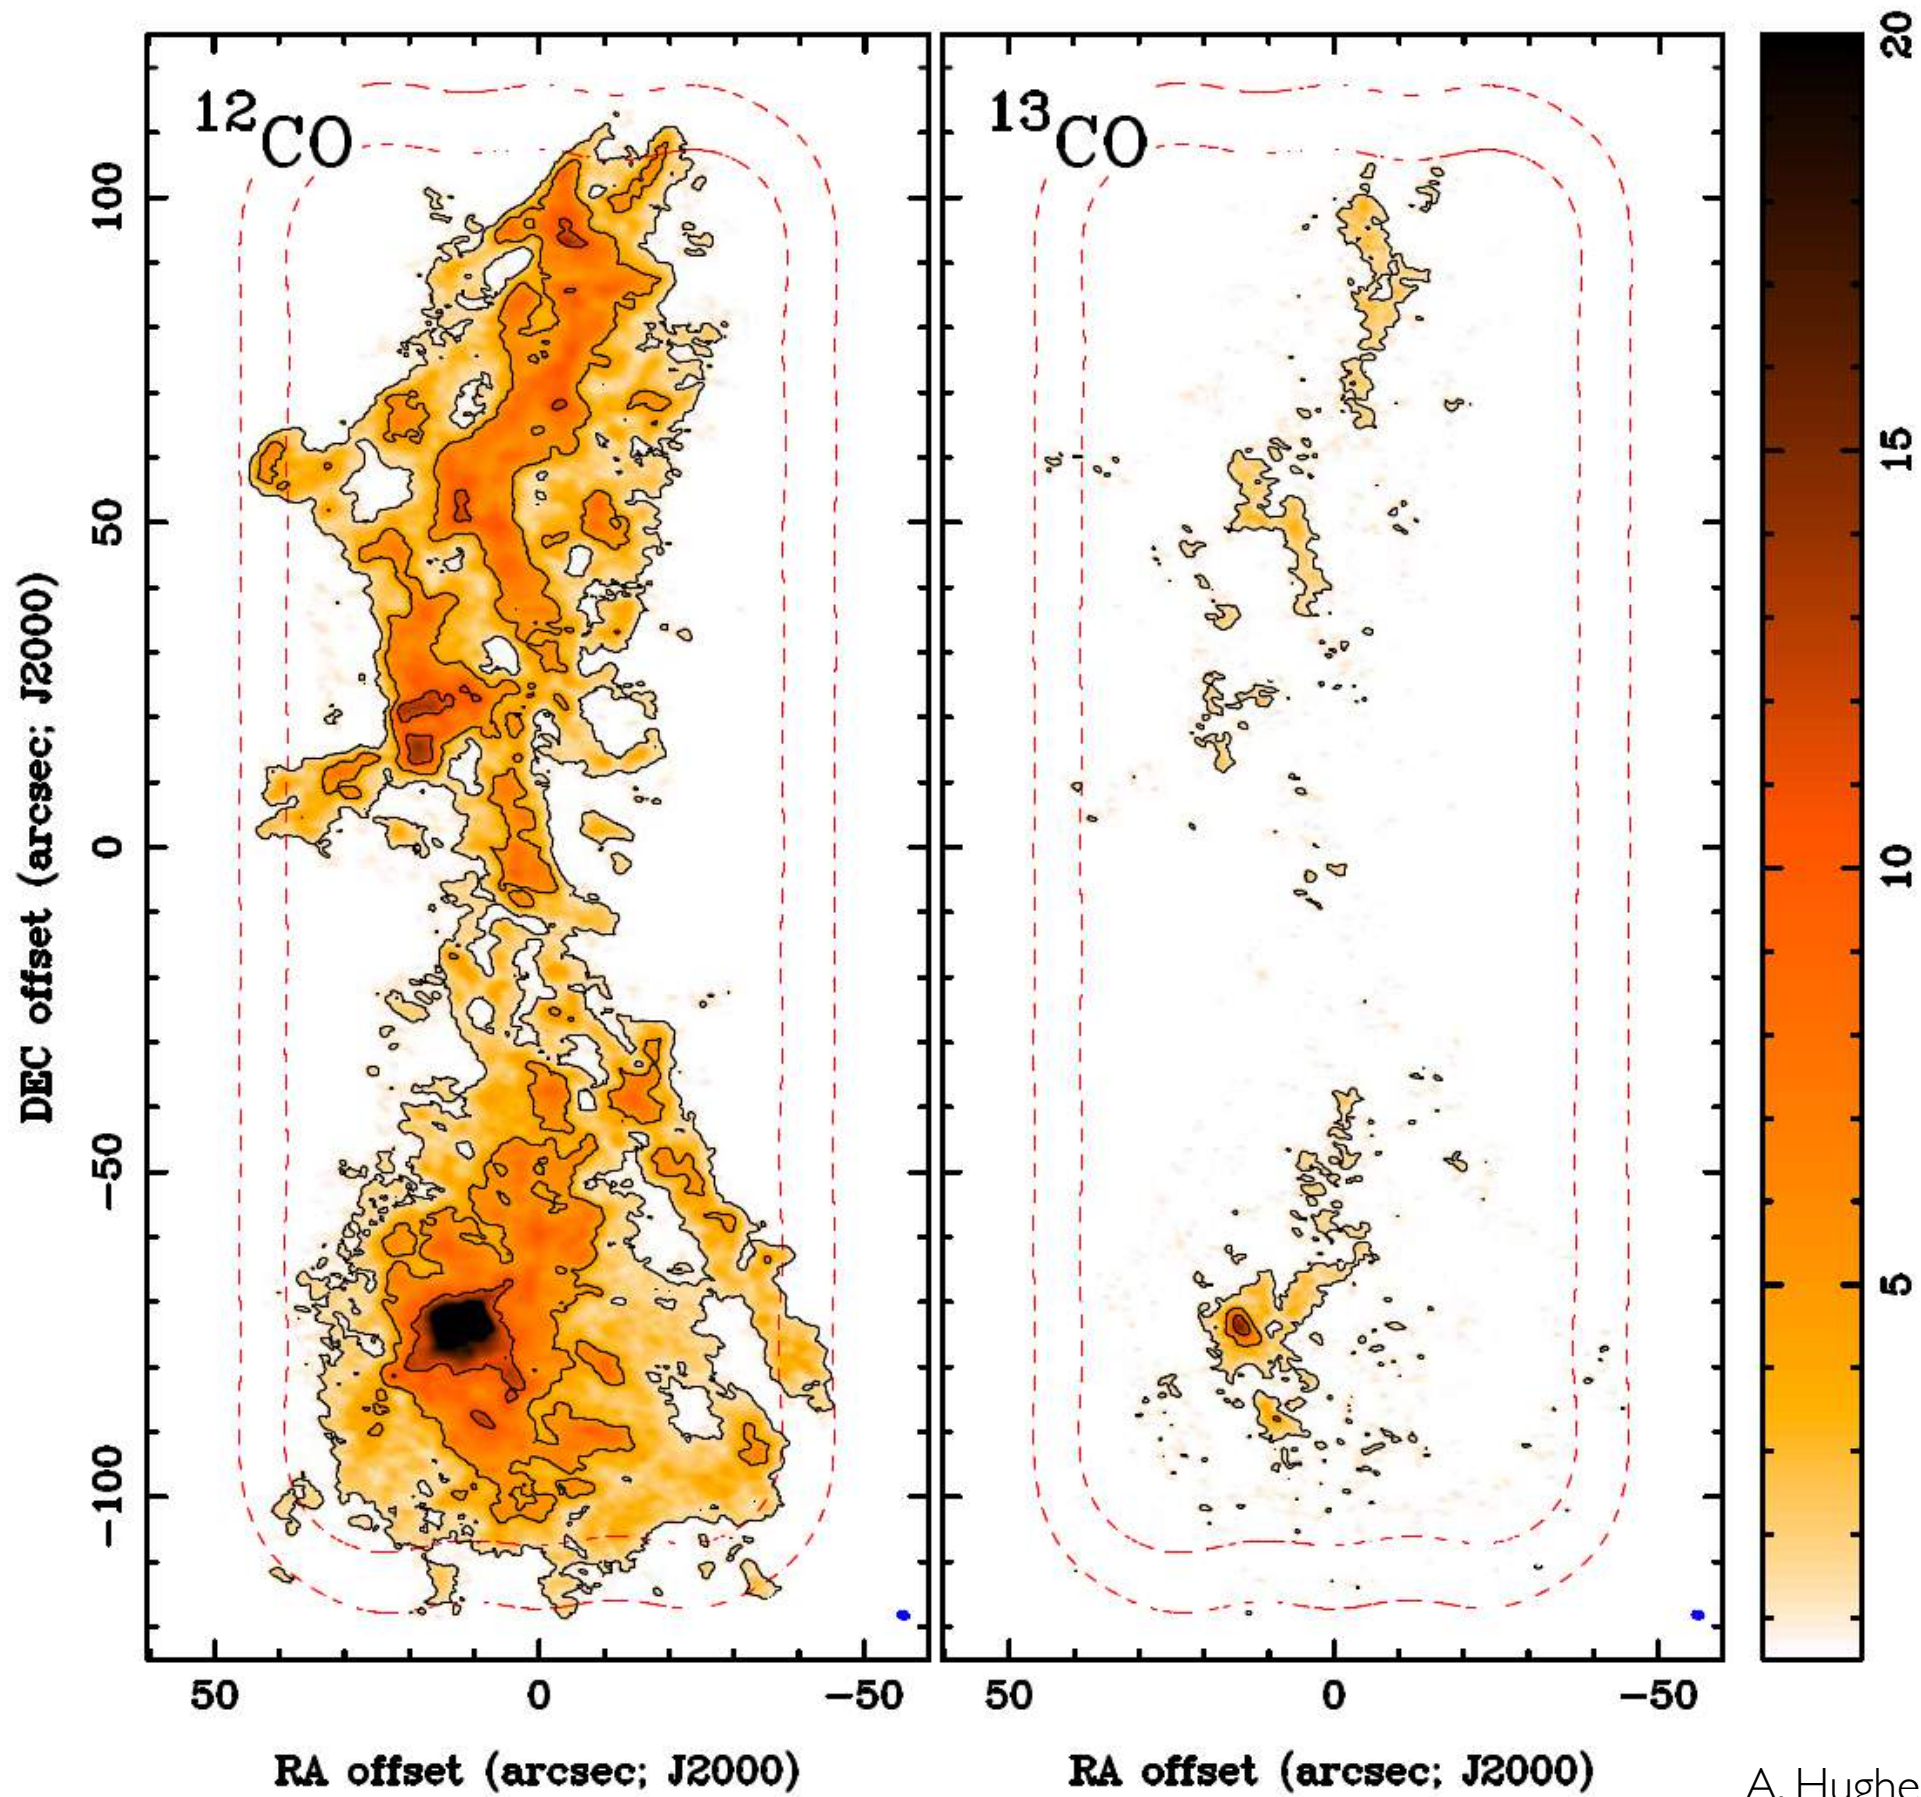 ¹²CO
¹³CO
20
15
10
5
100
50
0
−50
−100
DEC offset (arcsec; J2000)
50 0 −50
50 0 −50
RA offset (arcsec; J2000)
RA offset (arcsec; J2000)
A. Hughe